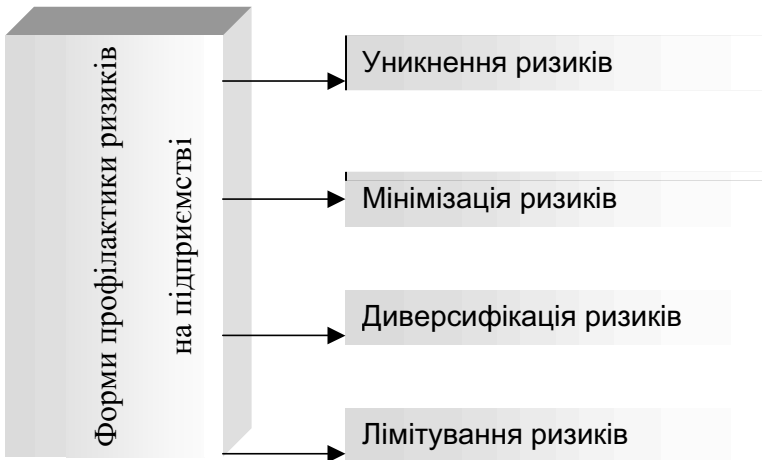 Форми профілактики ризиків
на підприємстві
Уникнення ризиків
Мінімізація ризиків
Диверсифікація ризиків
Лімітування ризиків